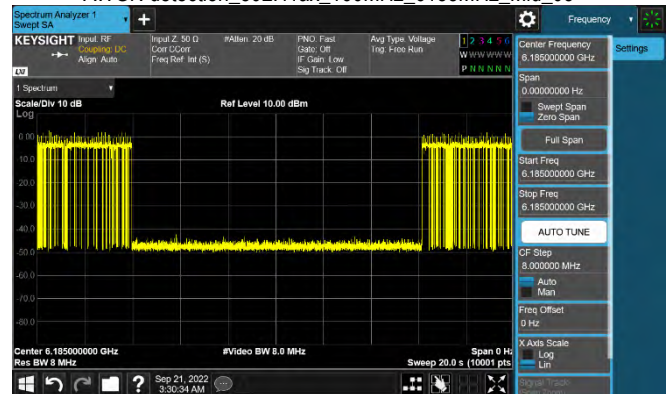 Spectrum Analyzer 1
Swept SA
+
Frequency
KEYSIGHT
Input: RF
Coupling: DC
Align: Auto
Input Z: 50 Ω
Corr CCorr
Freq Ref: Int (S)
#Atten: 20 dB
PNO: Fast
Gate: Off
IF Gain: Low
Sig Track: Off
Avg Type: Voltage
Trig: Free Run
1 2 3 4 5 6
W W W W W W
P N N N N N
LXI
Center Frequency
6.185000000 GHz
Settings
Span
0.00000000 Hz
Swept Span
Zero Span
Full Span
Start Freq
6.185000000 GHz
Stop Freq
6.185000000 GHz
AUTO TUNE
CF Step
8.000000 MHz
Auto
Man
Freq Offset
0 Hz
X Axis Scale
Log
Lin
Signal Track
1 Spectrum
Scale/Div 10 dB
Ref Level 10.00 dBm
Log
0.00
-10.0
-20.0
-30.0
-40.0
-50.0
-60.0
-70.0
-80.0
Center 6.185000000 GHz
#Video BW 8.0 MHz
Span 0 Hz
Res BW 8 MHz
Sweep 20.0 s (10001 pts
?
Sep 21, 2022
3:30:34 AM